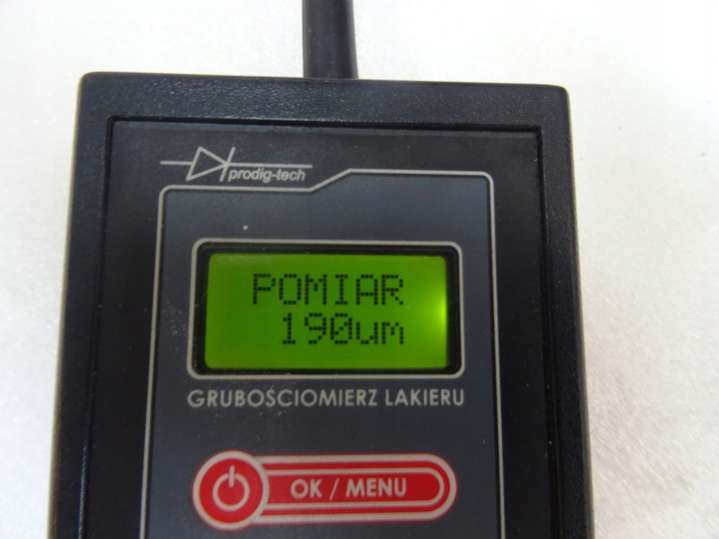 prodig-tech
POMIAR
190um
GRUBOŚCIOMIERZ LAKIERU
OK / MENU